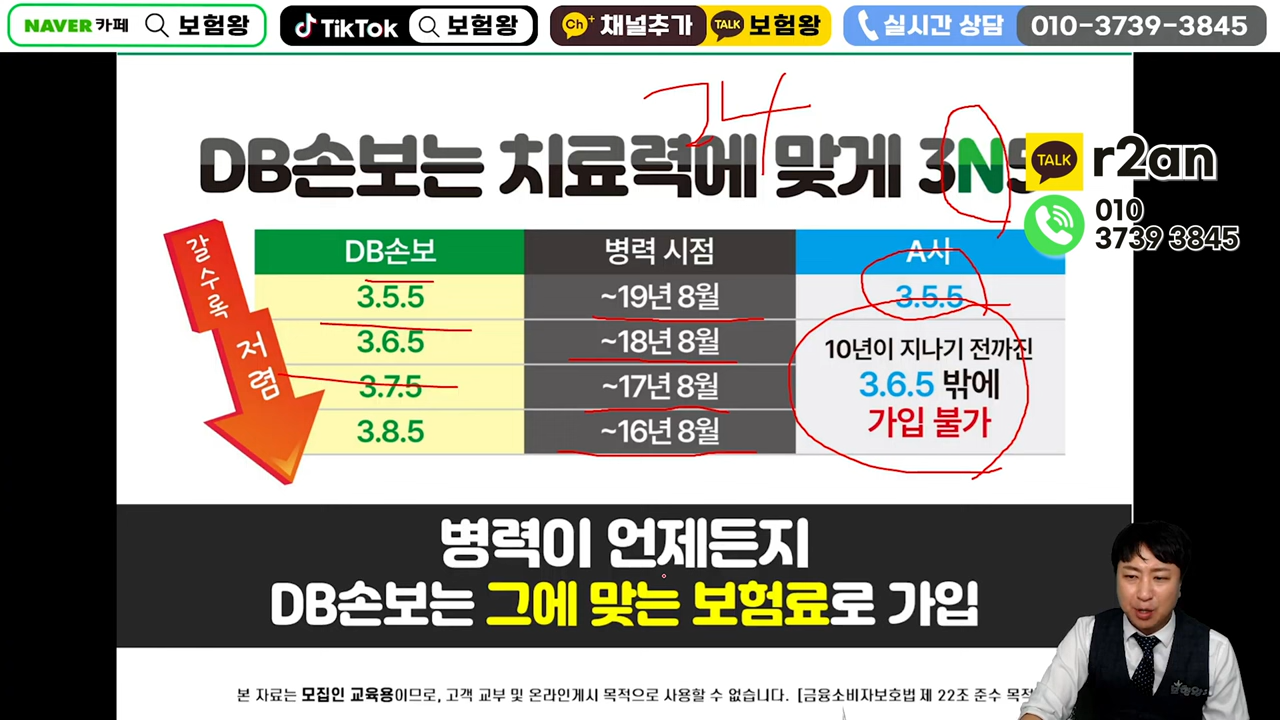 NAVER 카페 보험왕 TikTok 보험왕 Ch+ 채널추가 TALK 보험왕 실시간 상담 010-3739-3845
24
DB손보는 치료력에 맞게 3N5
TALK r2an
010
3739 3845
갈수록 저렴
DB손보 병력 시점 A사
3.5.5 ~19년 8월 3.5.5
3.6.5 ~18년 8월 10년이 지나기 전까진
3.7.5 ~17년 8월 3.6.5 밖에
3.8.5 ~16년 8월 가입 불가
병력이 언제든지
DB손보는 그에 맞는 보험료로 가입
본 자료는 모집인 교육용이므로, 고객 교부 및 온라인게시 목적으로 사용할 수 없습니다. [금융소비자보호법 제 22조 준수 목적